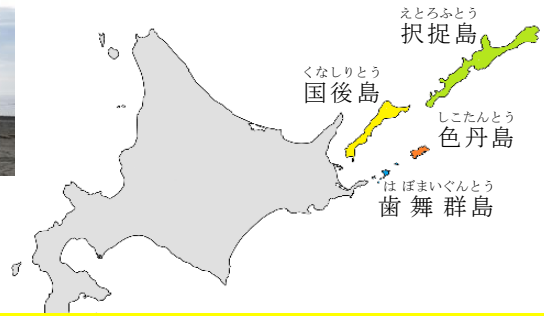 えとろふとう
択捉島
くなしりとう
国後島
しこたんとう
色丹島
は ぼまいぐんとう
歯舞群島